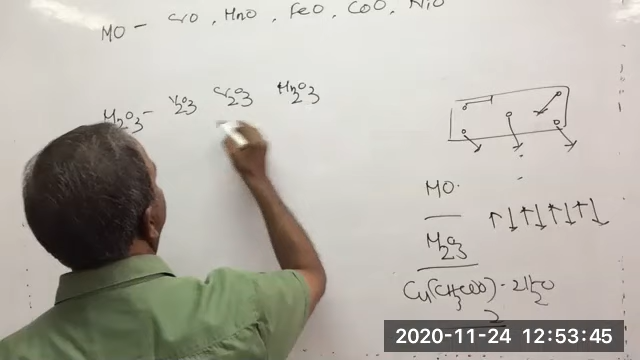 MO - CrO, MnO, FeO, CoO, NiO
M2O3 - V2O3 Cr2O3 Mn2O3
MO.
M2O3
↑↓↑↓↑↓↑↓
Cu(CH3COO)2·2H2O
2020-11-24 12:53:45